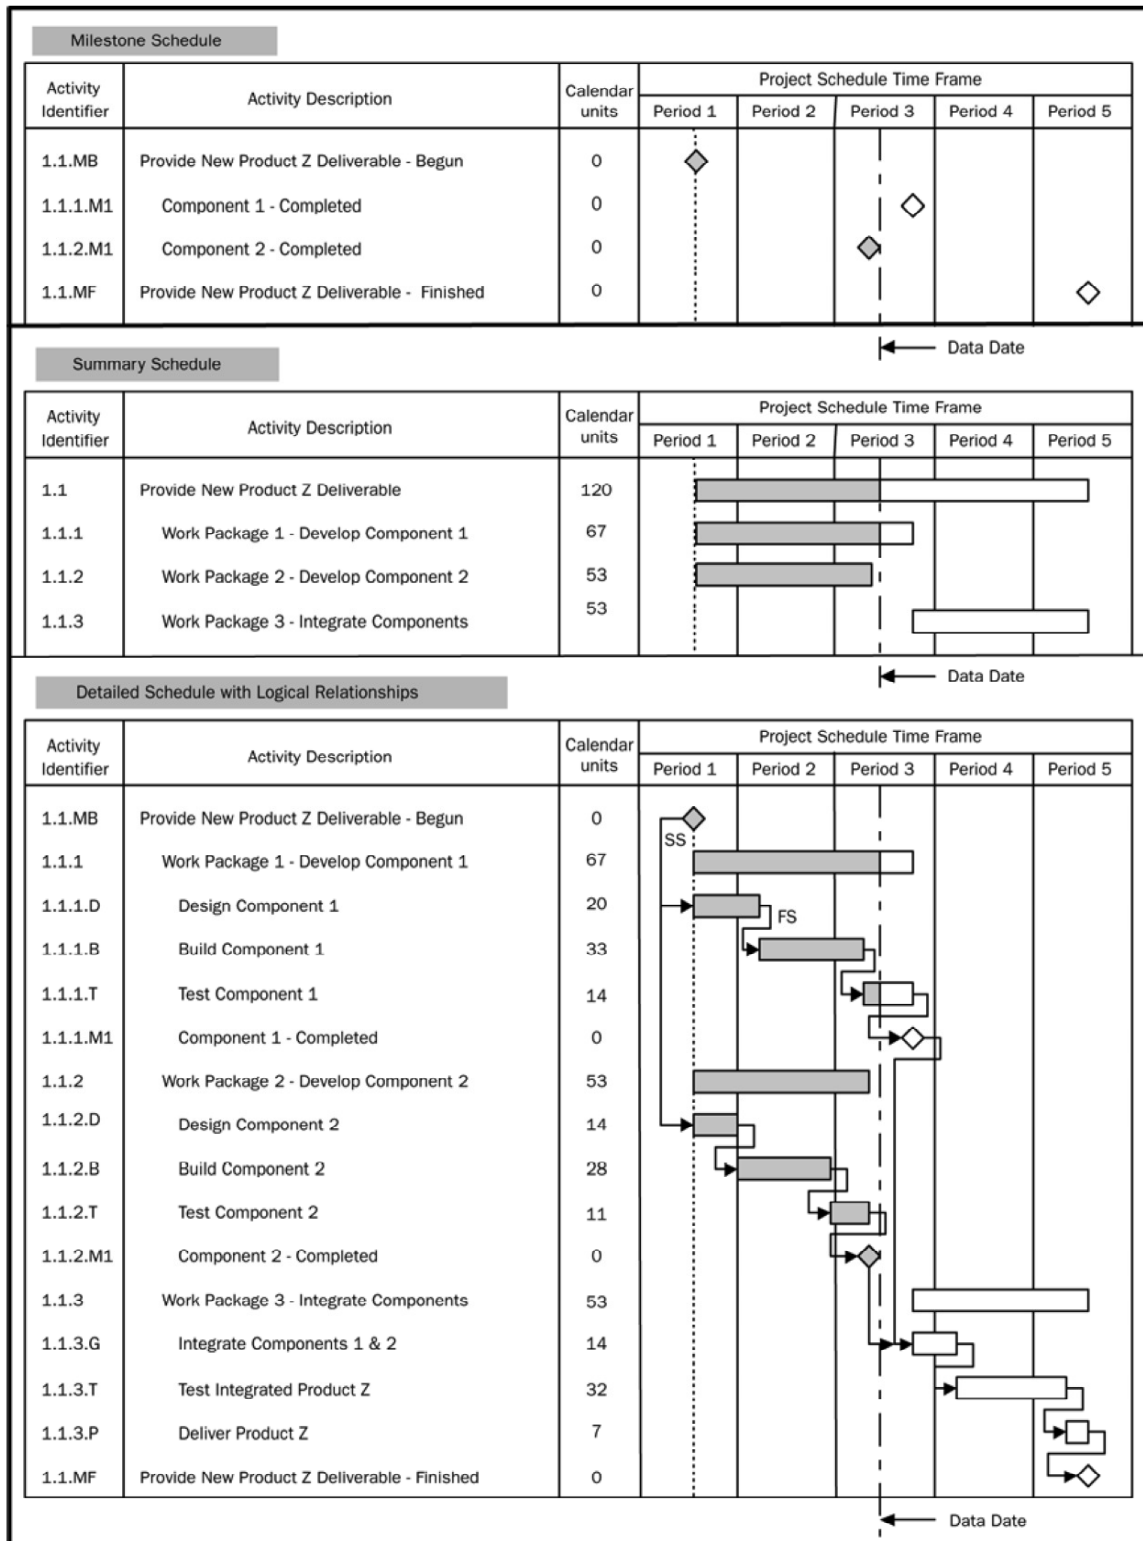 Milestone Schedule
Activity Identifier Activity Description Calendar units Project Schedule Time Frame
Period 1 Period 2 Period 3 Period 4 Period 5
1.1.MB Provide New Product Z Deliverable - Begun 0
1.1.1.M1 Component 1 - Completed 0
1.1.2.M1 Component 2 - Completed 0
1.1.MF Provide New Product Z Deliverable - Finished 0
Data Date
Summary Schedule
Activity Identifier Activity Description Calendar units Project Schedule Time Frame
Period 1 Period 2 Period 3 Period 4 Period 5
1.1 Provide New Product Z Deliverable 120
1.1.1 Work Package 1 - Develop Component 1 67
1.1.2 Work Package 2 - Develop Component 2 53
1.1.3 Work Package 3 - Integrate Components 53
Data Date
Detailed Schedule with Logical Relationships
Activity Identifier Activity Description Calendar units Project Schedule Time Frame
Period 1 Period 2 Period 3 Period 4 Period 5
1.1.MB Provide New Product Z Deliverable - Begun 0
SS
1.1.1 Work Package 1 - Develop Component 1 67
1.1.1.D Design Component 1 20
FS
1.1.1.B Build Component 1 33
1.1.1.T Test Component 1 14
1.1.1.M1 Component 1 - Completed 0
1.1.2 Work Package 2 - Develop Component 2 53
1.1.2.D Design Component 2 14
1.1.2.B Build Component 2 28
1.1.2.T Test Component 2 11
1.1.2.M1 Component 2 - Completed 0
1.1.3 Work Package 3 - Integrate Components 53
1.1.3.G Integrate Components 1 & 2 14
1.1.3.T Test Integrated Product Z 32
1.1.3.P Deliver Product Z 7
1.1.MF Provide New Product Z Deliverable - Finished 0
Data Date